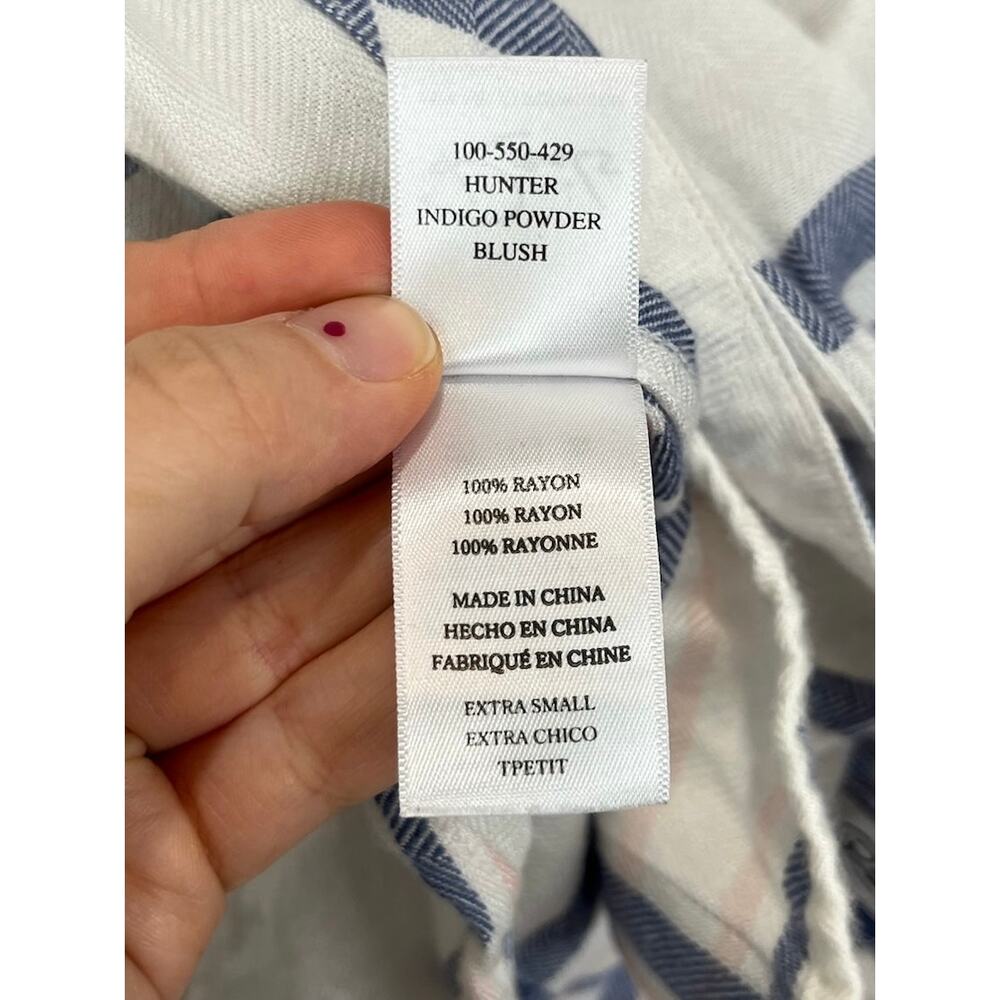 100-550-429
HUNTER
INDIGO POWDER
BLUSH
100% RAYON
100% RAYON
100% RAYONNE
MADE IN CHINA
HECHO EN CHINA
FABRIQUÉ EN CHINE
EXTRA SMALL
EXTRA CHICO
TPETIT